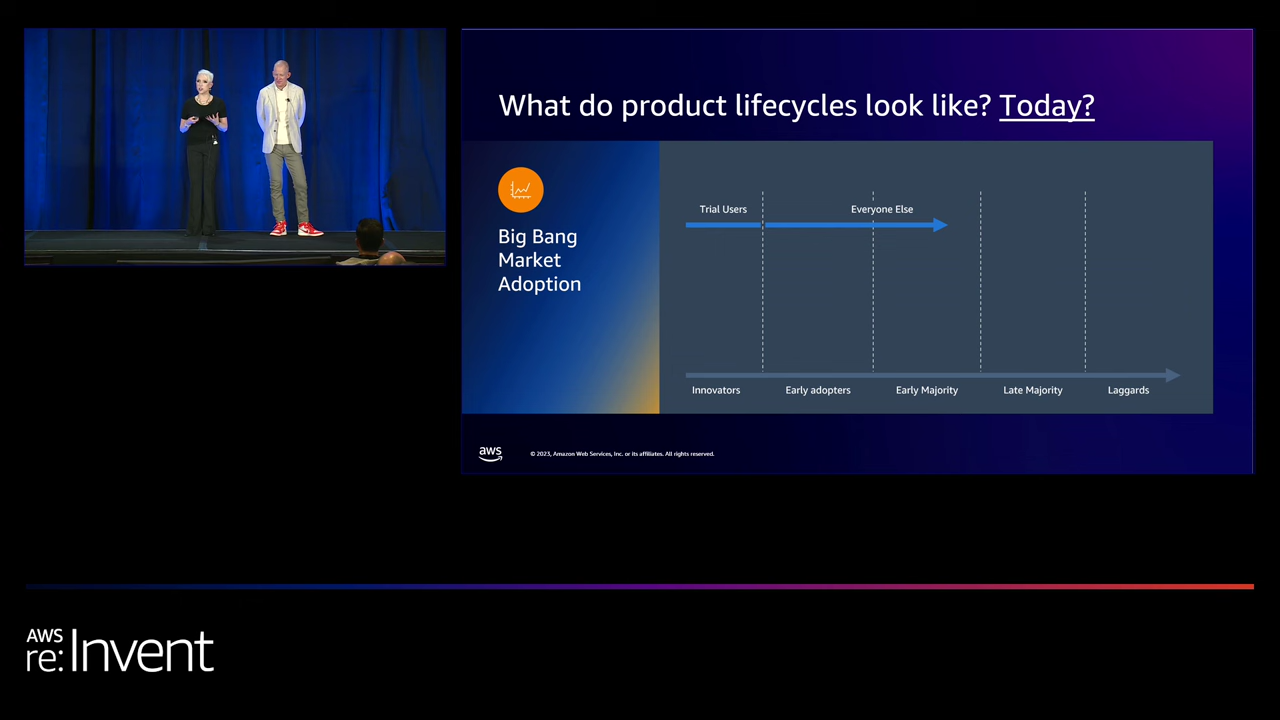 What do product lifecycles look like? Today?
Big Bang
Market
Adoption
Trial Users
Everyone Else
Innovators
Early adopters
Early Majority
Late Majority
Laggards
aws
© 2023, Amazon Web Services, Inc. or its affiliates. All rights reserved.
AWS
re:Invent